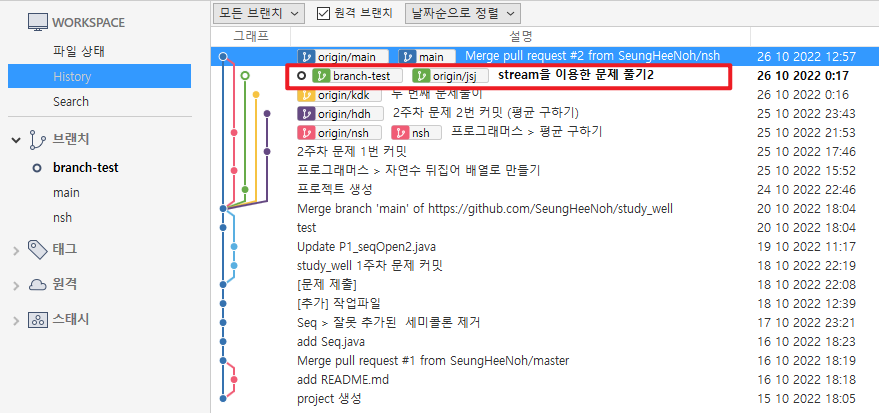 WORKSPACE
파일 상태
History
Search
브랜치
branch-test
main
nsh
태그
원격
스태시
모든 브랜치 원격 브랜치 날짜순으로 정렬
그래프 설명
origin/main main Merge pull request #2 from SeungHeeNoh/nsh 26 10 2022 12:57
branch-test origin/jsj stream을 이용한 문제 풀기2 26 10 2022 0:17
origin/kdk 두 번째 문제풀이 26 10 2022 0:16
origin/hdh 2주차 문제 2번 커밋 (평균 구하기) 25 10 2022 23:43
origin/nsh nsh 프로그래머스 > 평균 구하기 25 10 2022 21:53
2주차 문제 1번 커밋 25 10 2022 17:46
프로그래머스 > 자연수 뒤집어 배열로 만들기 25 10 2022 15:52
프로젝트 생성 24 10 2022 22:46
Merge branch 'main' of https://github.com/SeungHeeNoh/study_well 20 10 2022 18:04
test 20 10 2022 18:04
Update P1_seqOpen2.java 19 10 2022 11:17
study_well 1주차 문제 커밋 18 10 2022 22:19
[문제 제출] 18 10 2022 22:08
[추가] 작업파일 18 10 2022 12:39
Seq > 잘못 추가된 세미콜론 제거 17 10 2022 23:21
add Seq.java 16 10 2022 18:23
Merge pull request #1 from SeungHeeNoh/master 16 10 2022 18:19
add README.md 16 10 2022 18:18
project 생성 15 10 2022 18:05